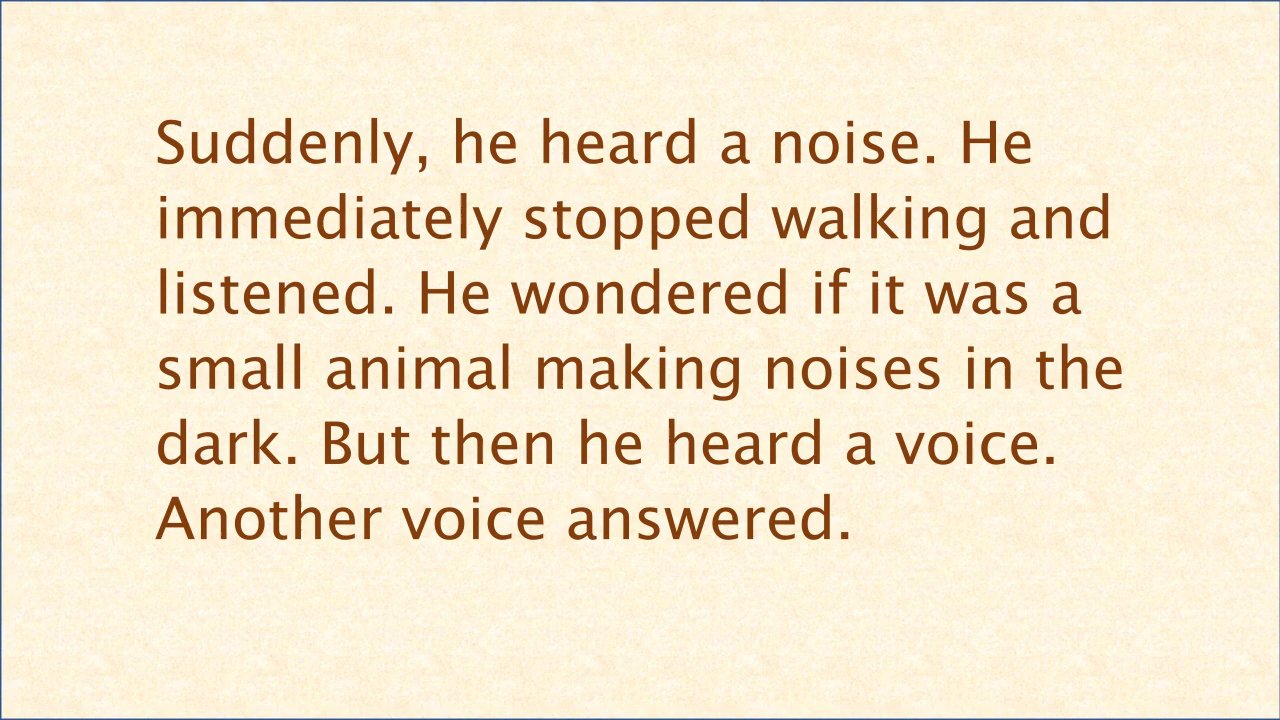 Suddenly, he heard a noise. He
immediately stopped walking and
listened. He wondered if it was a
small animal making noises in the
dark. But then he heard a voice.
Another voice answered.